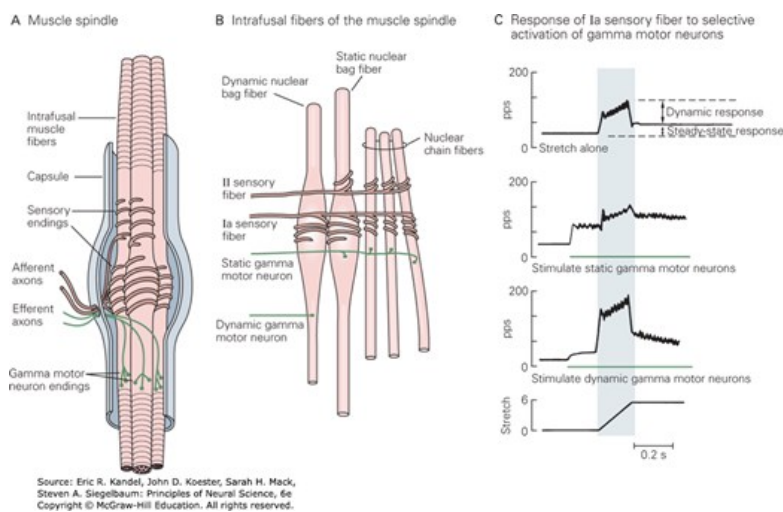 A Muscle spindle
Intrafusal
muscle
fibers
Capsule
Sensory
endings
Afferent
axons
Efferent
axons
Gamma motor
neuron endings
B Intrafusal fibers of the muscle spindle
Static nuclear
bag fiber
Dynamic nuclear
bag fiber
Nuclear
chain fibers
II sensory
fiber
Ia sensory
fiber
Static gamma
motor neuron
Dynamic gamma
motor neuron
C Response of Ia sensory fiber to selective
activation of gamma motor neurons
200
pps
0
Dynamic response
Steady-state response
Stretch alone
200
pps
0
Stimulate static gamma motor neurons
200
pps
0
Stimulate dynamic gamma motor neurons
6
Stretch
0
0.2 s
Source: Eric R. Kandel, John D. Koester, Sarah H. Mack,
Steven A. Siegelbaum: Principles of Neural Science, 6e
Copyright © McGraw-Hill Education. All rights reserved.